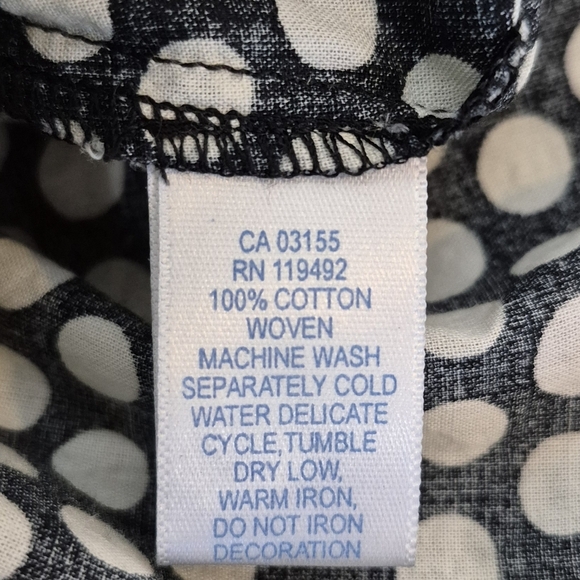 CA 03155
RN 119492
100% COTTON
WOVEN
MACHINE WASH
SEPARATELY COLD
WATER DELICATE
CYCLE,TUMBLE
DRY LOW,
WARM IRON,
DO NOT IRON
DECORATION